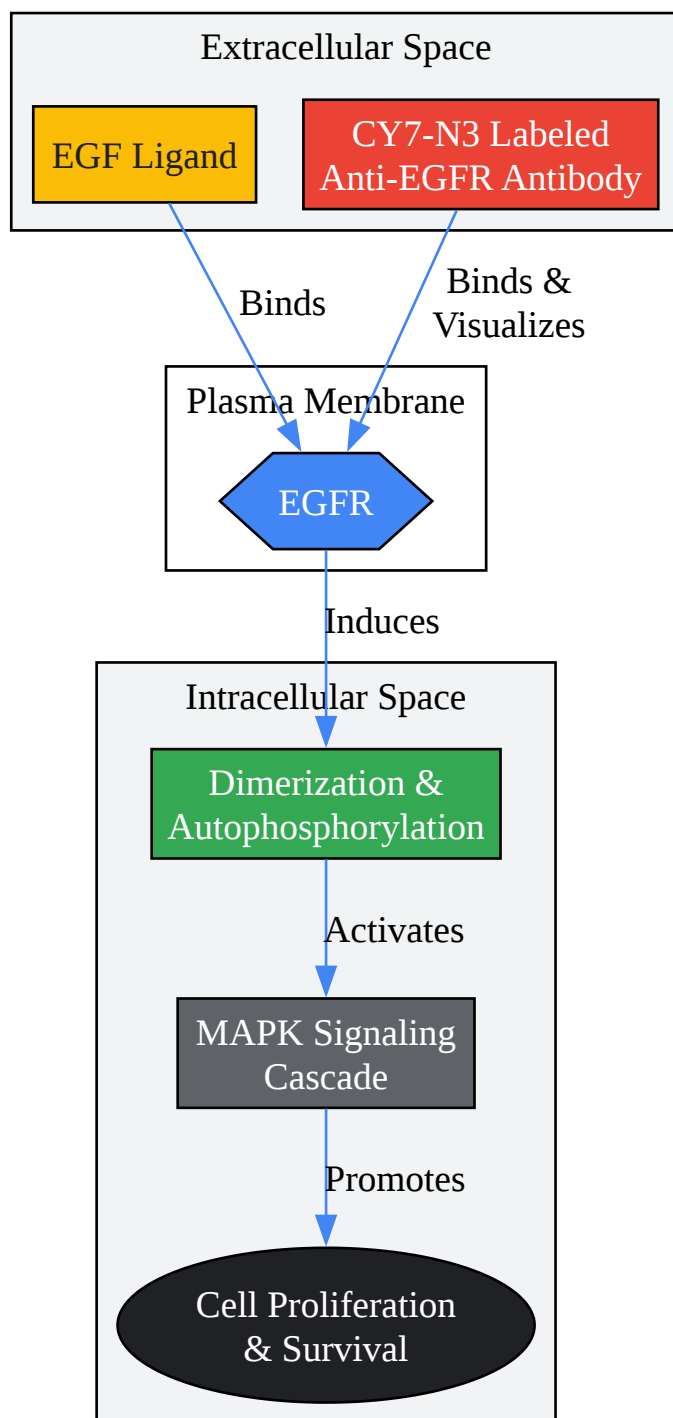 Extracellular Space
EGF Ligand
CY7-N3 Labeled
Anti-EGFR Antibody
Binds
Binds &
Visualizes
Plasma Membrane
EGFR
Induces
Intracellular Space
Dimerization &
Autophosphorylation
Activates
MAPK Signaling
Cascade
Promotes
Cell Proliferation
& Survival